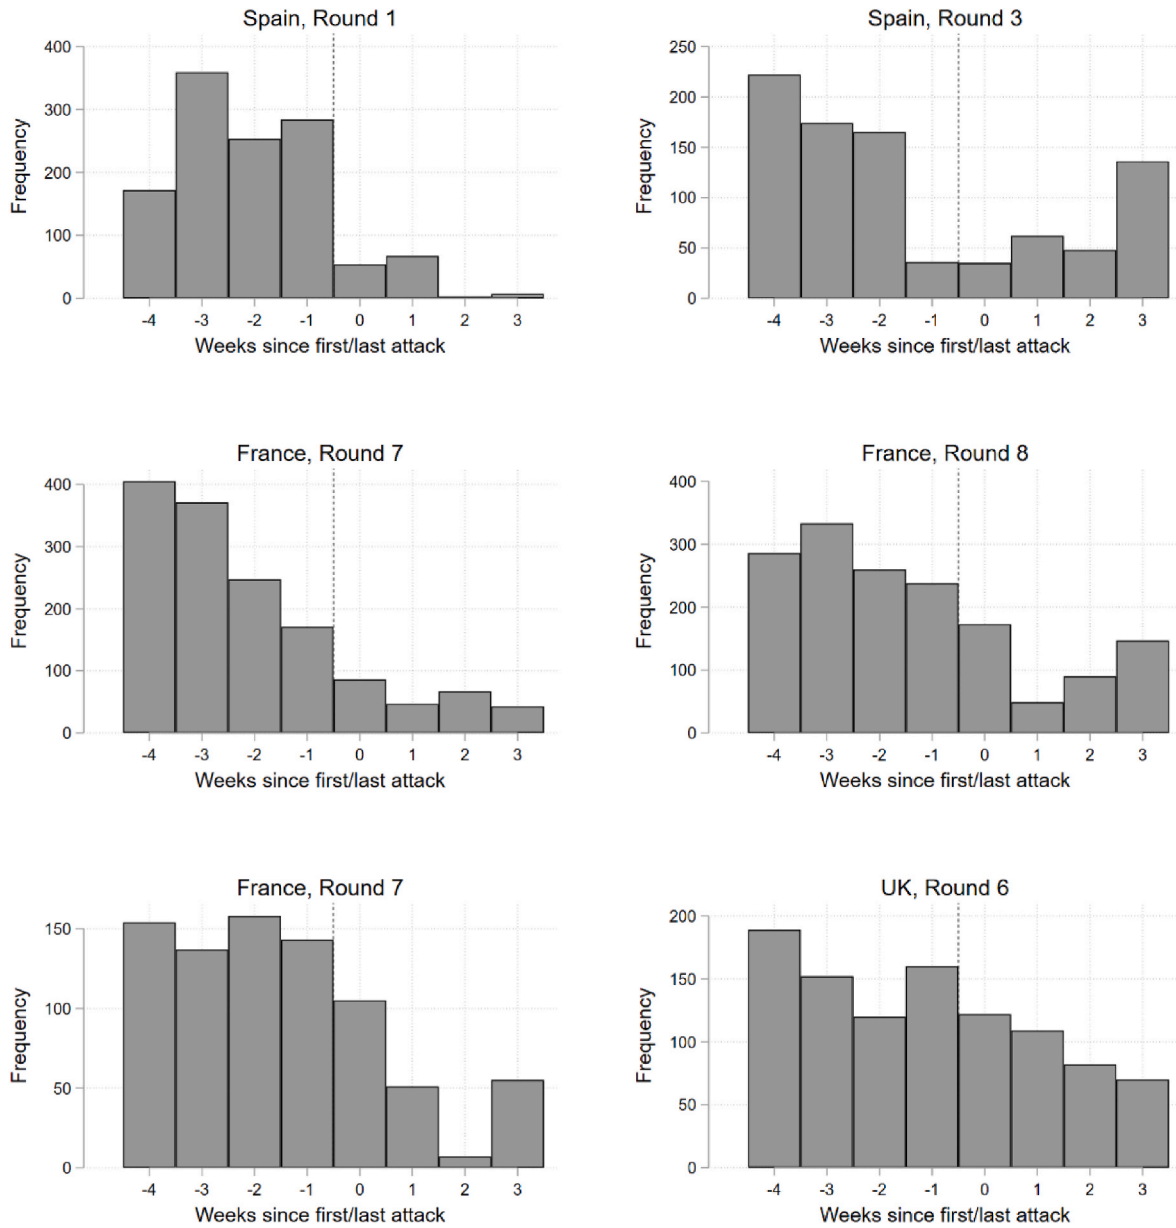 Spain, Round 1
400
300
200
100
0
Frequency
-4 -3 -2 -1 0 1 2 3
Weeks since first/last attack
Spain, Round 3
250
200
150
100
50
0
Frequency
-4 -3 -2 -1 0 1 2 3
Weeks since first/last attack
France, Round 7
400
300
200
100
0
Frequency
-4 -3 -2 -1 0 1 2 3
Weeks since first/last attack
France, Round 8
400
300
200
100
0
Frequency
-4 -3 -2 -1 0 1 2 3
Weeks since first/last attack
France, Round 7
150
100
50
0
Frequency
-4 -3 -2 -1 0 1 2 3
Weeks since first/last attack
UK, Round 6
200
150
100
50
0
Frequency
-4 -3 -2 -1 0 1 2 3
Weeks since first/last attack